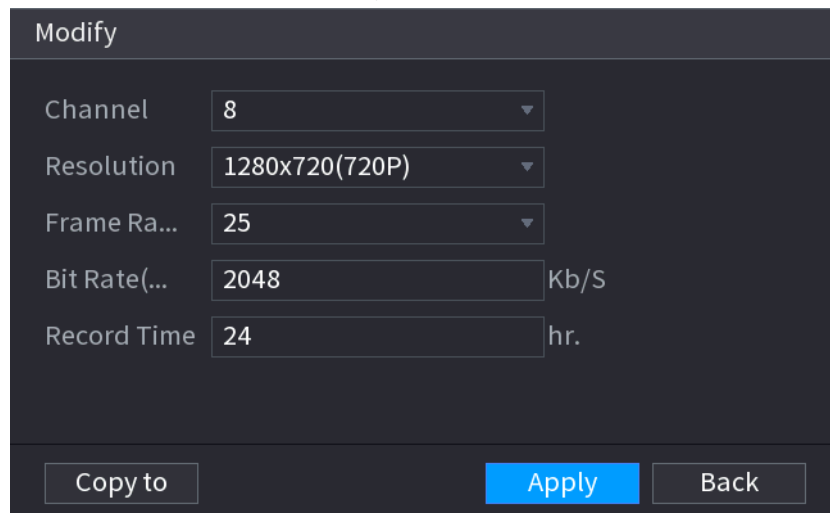 Modify
Channel 8
Resolution 1280x720(720P)
Frame Ra... 25
Bit Rate(... 2048 Kb/S
Record Time 24 hr.
Copy to Apply Back